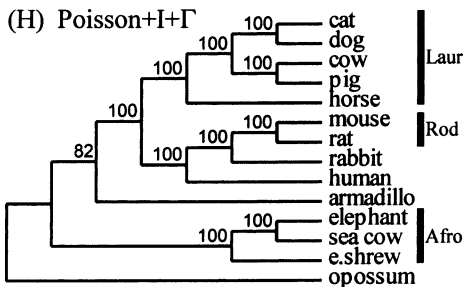 (H) Poisson+I+Γ
100 cat
100 dog
100 cow
100 pig
Laur
horse
100
100 mouse
100 rat
Rod
100 rabbit
human
82
armadillo
100 elephant
100 sea cow
Afro
e.shrew
opossum